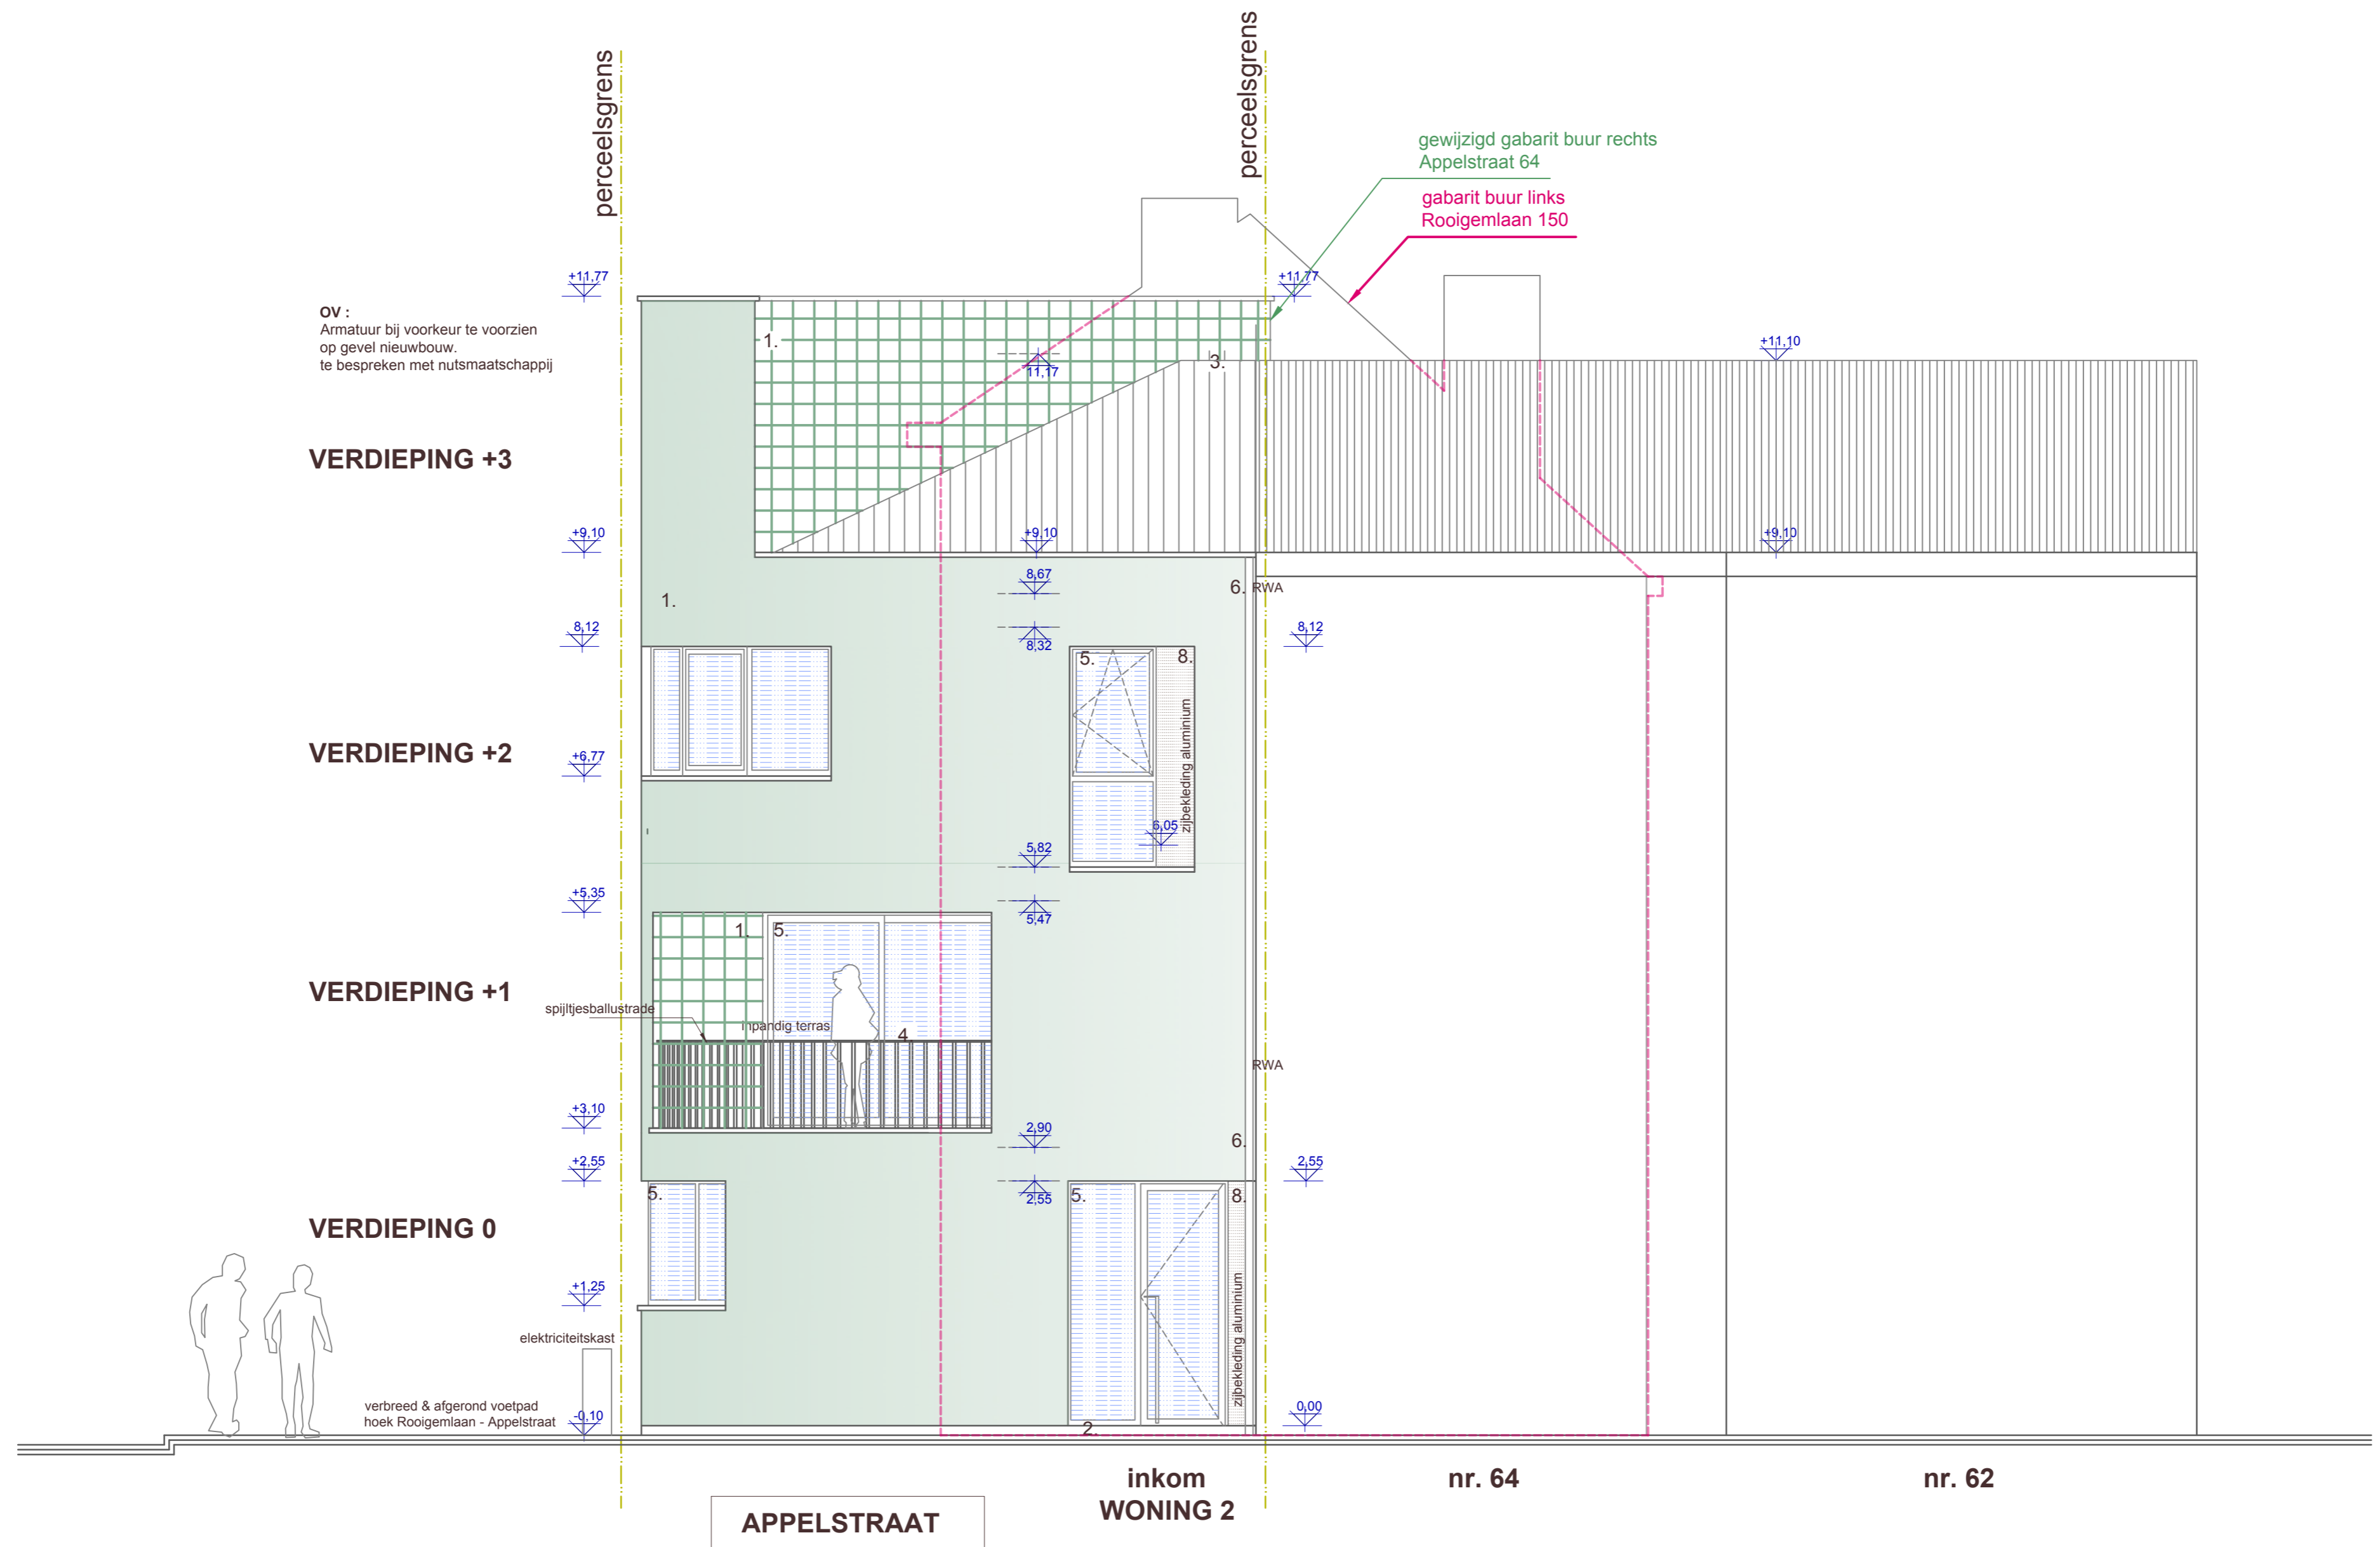 perceelsgrens
perceelsgrens
gewijzigd gabarit buur rechts
Appelstraat 64
gabarit buur links
Rooigemlaan 150
+11,77
+11,77
OV :
Armatuur bij voorkeur te voorzien
op gevel nieuwbouw.
te bespreken met nutsmaatschappij
1.
3.
11,17
+11,10
VERDIEPING +3
+9,10
+9,10
+9,10
8,67
6.
RWA
1.
8,12
8,32
8,12
5.
8.
zijbekleding aluminium
VERDIEPING +2
+6,77
6,05
5,82
+5,35
5,47
1.
5.
VERDIEPING +1
spijltjesballustrade
inpandig terras
4.
RWA
+3,10
2,90
6.
+2,55
2,55
2,55
5.
5.
8.
VERDIEPING 0
zijbekleding aluminium
+1,25
elektriciteitskast
verbreed & afgerond voetpad
hoek Rooigemlaan - Appelstraat
-0,10
0,00
2.
inkom
WONING 2
nr. 64
nr. 62
APPELSTRAAT